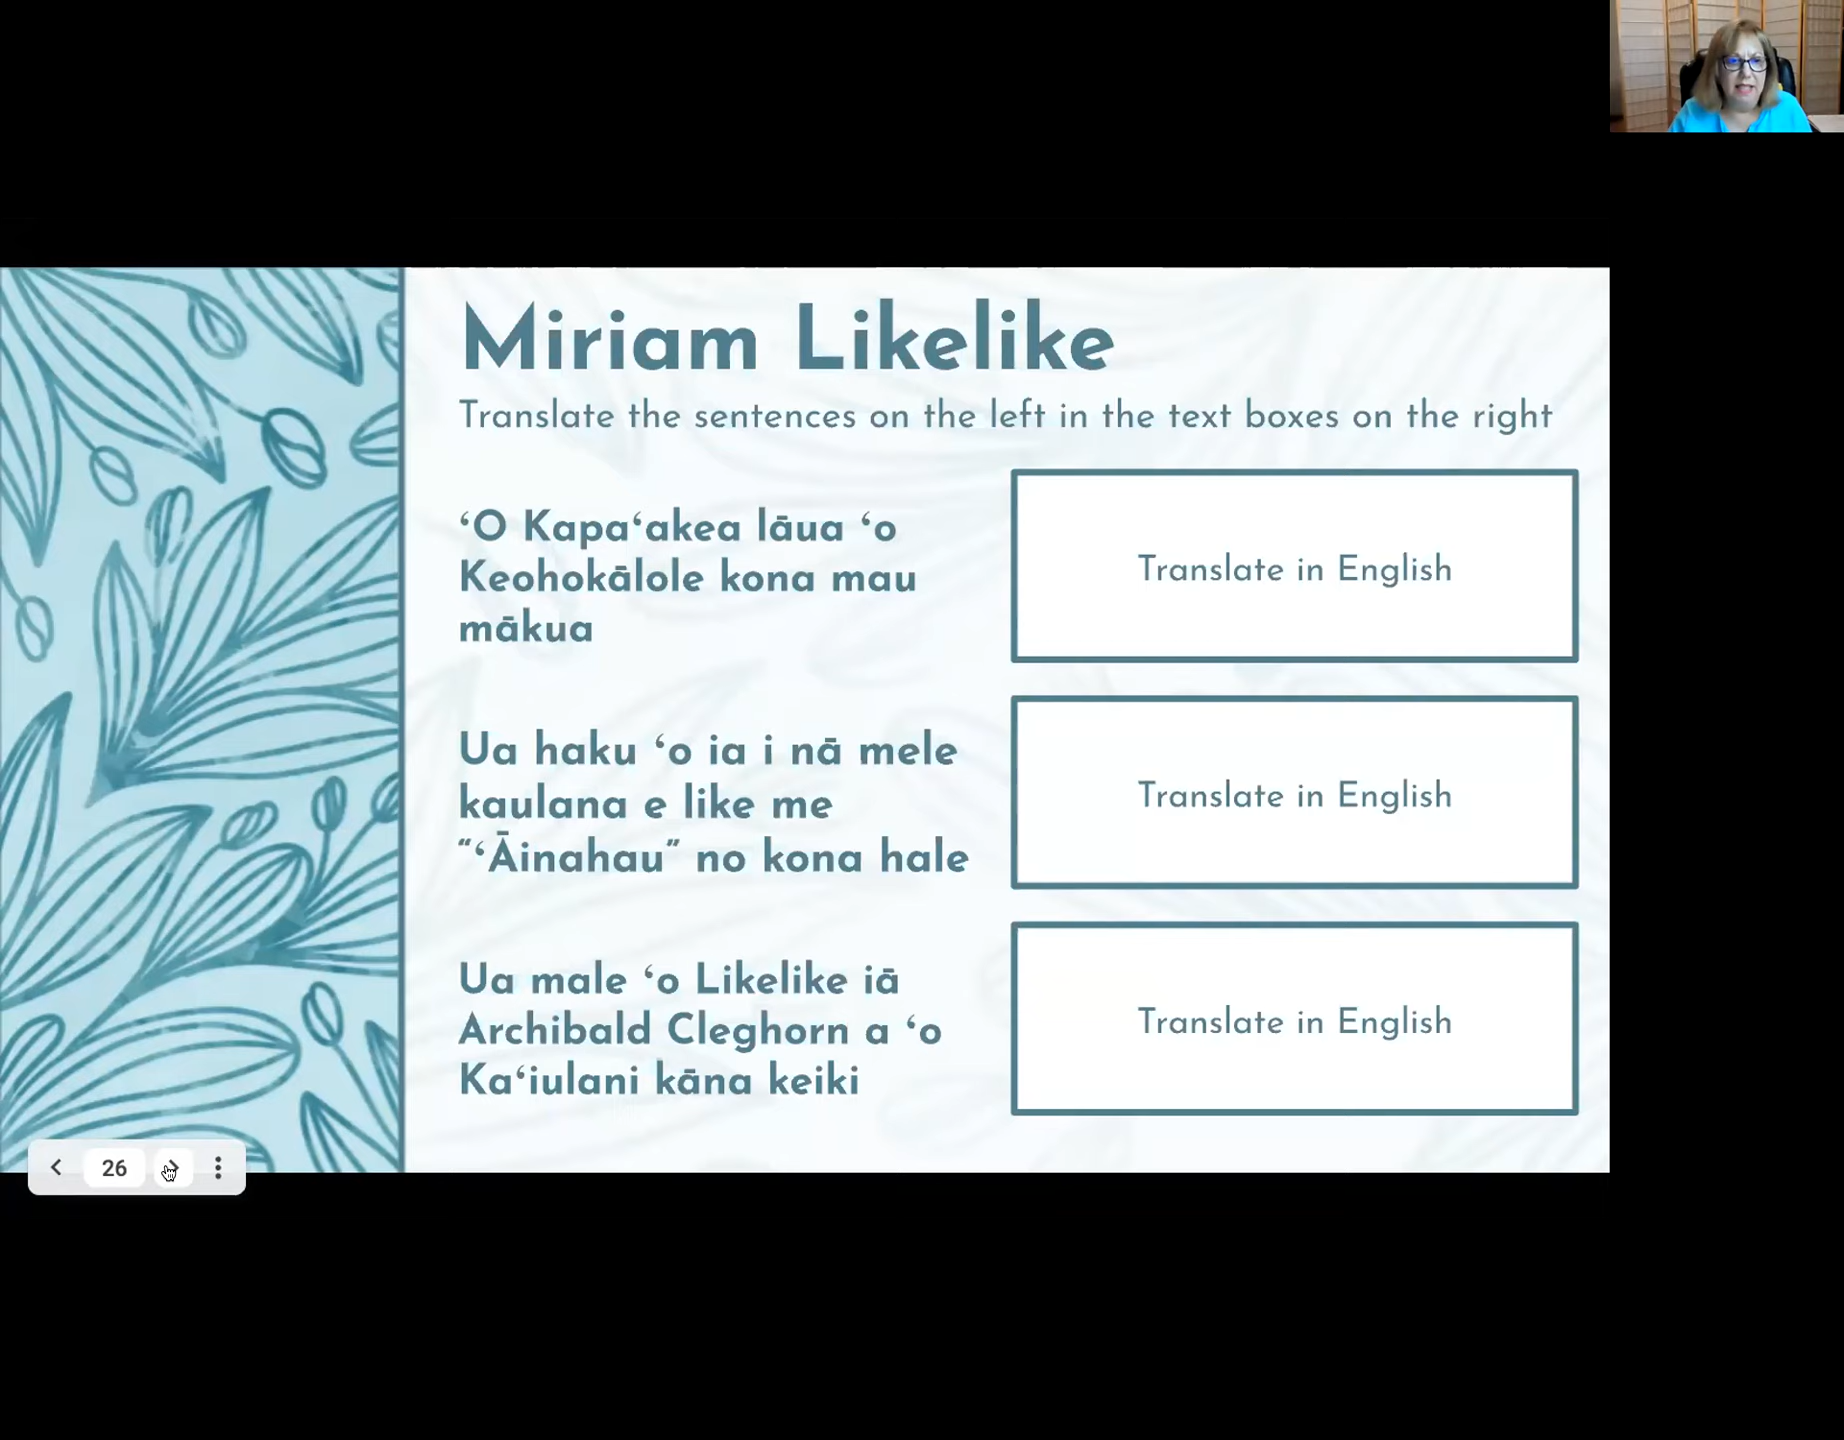 Miriam Likelike
Translate the sentences on the left in the text boxes on the right
ʻO Kapaʻakea lāua ʻo
Keohokālole kona mau
mākua
Translate in English
Ua haku ʻo ia i nā mele
kaulana e like me
“ʻĀinahau” no kona hale
Translate in English
Ua male ʻo Likelike iā
Archibald Cleghorn a ʻo
Kaʻiulani kāna keiki
Translate in English
26